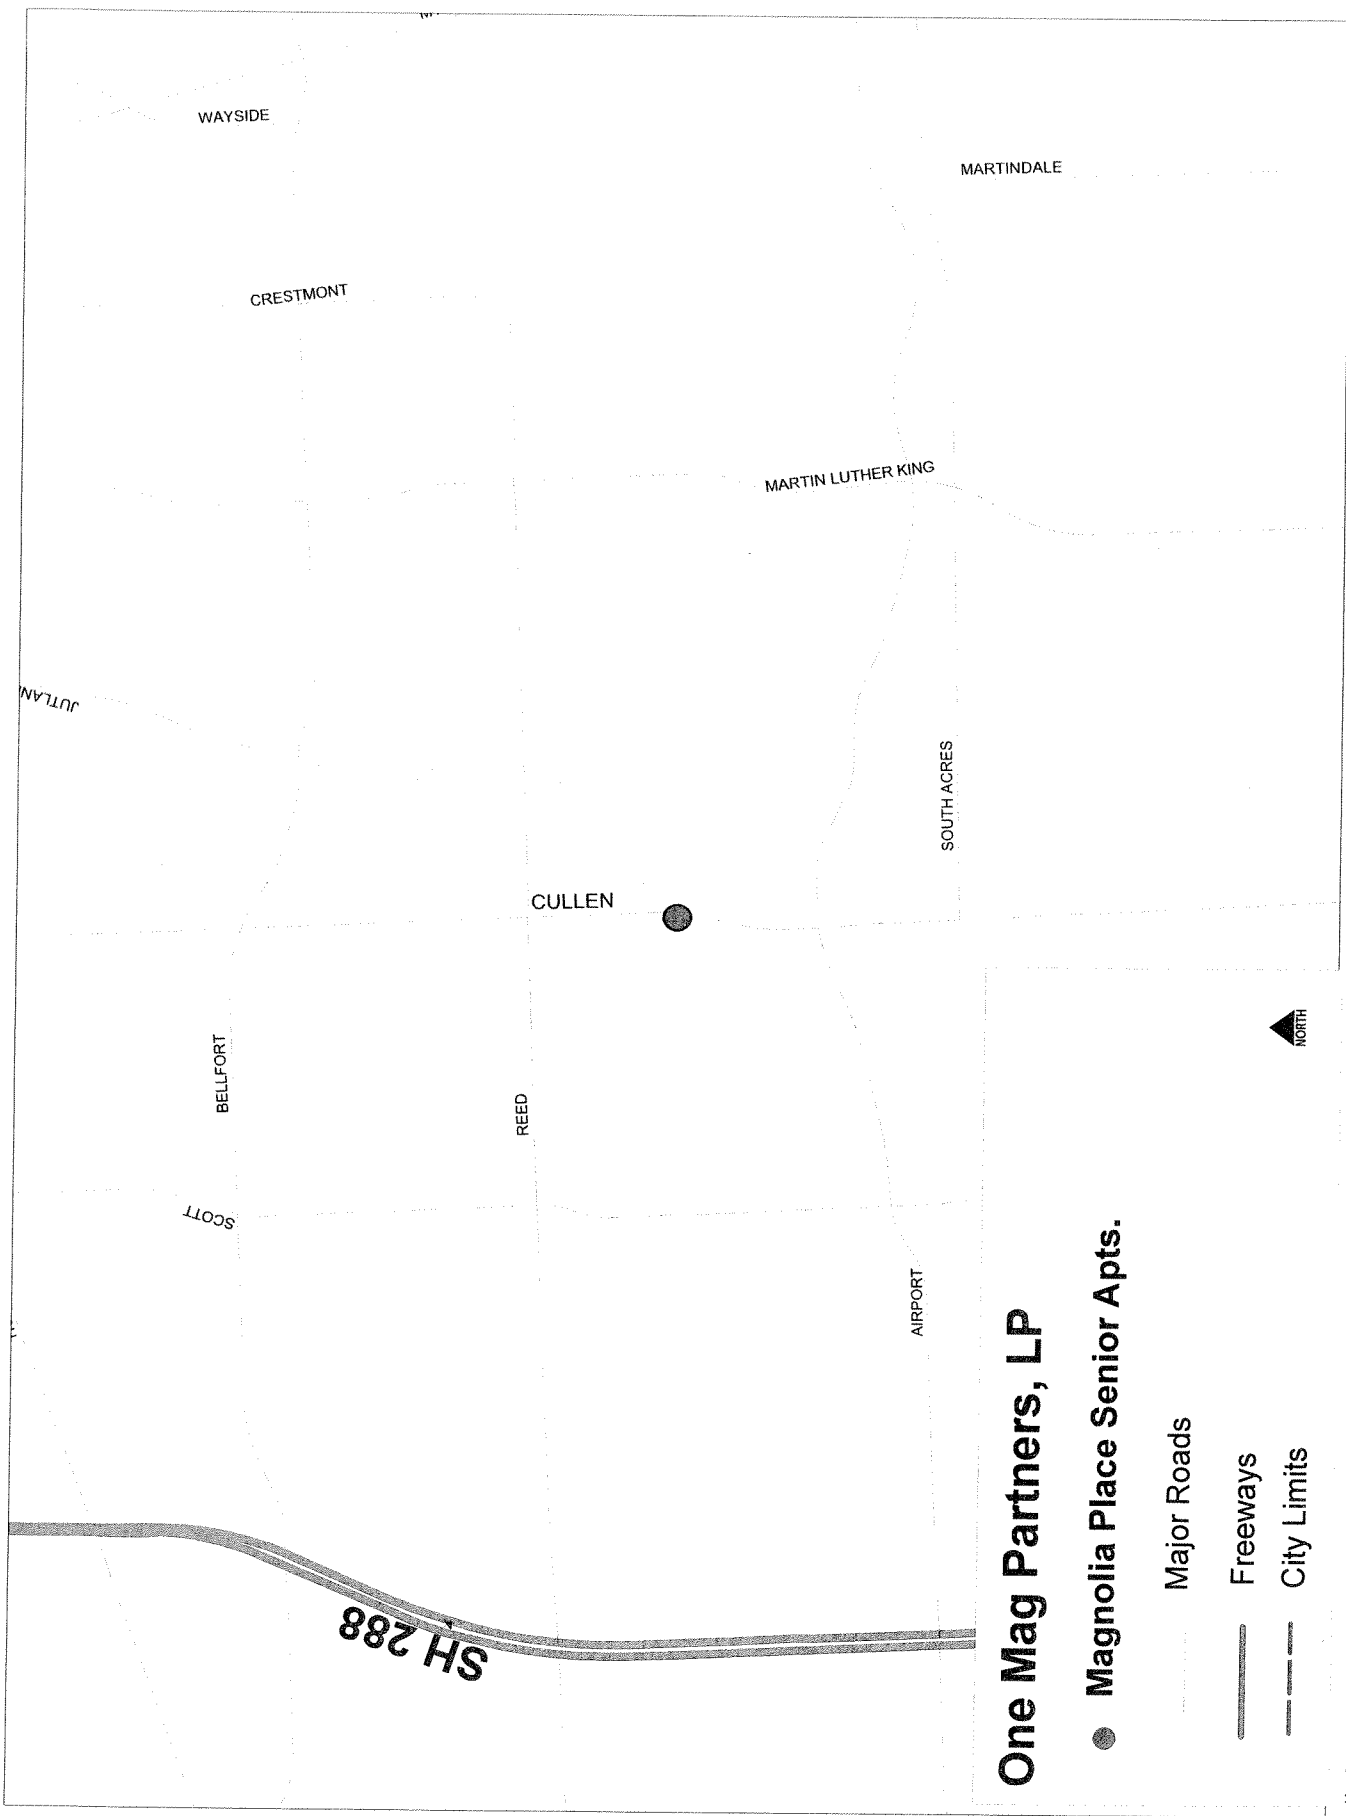 WAYSIDE
MARTINDALE
CRESTMONT
MARTIN LUTHER KING
JUTLAN
SOUTH ACRES
CULLEN
BELLFORT
REED
SCOTT
AIRPORT
SH 288
One Mag Partners, LP
Magnolia Place Senior Apts.
Major Roads
Freeways
City Limits
NORTH